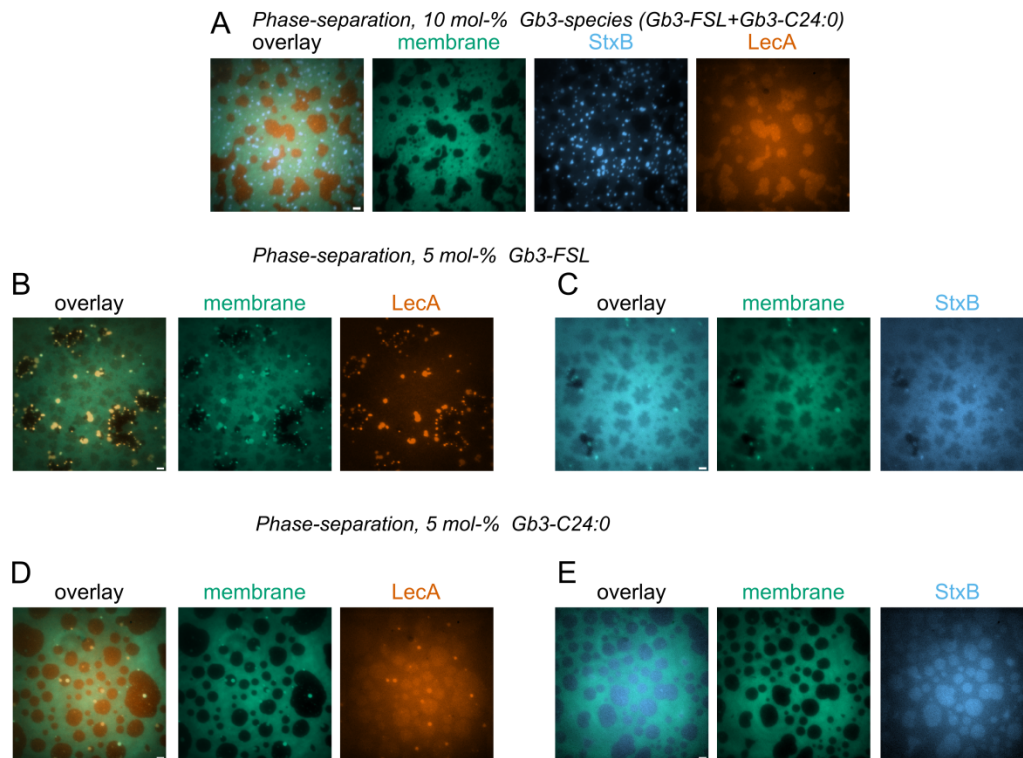 A
Phase-separation, 10 mol-% Gb3-species (Gb3-FSL+Gb3-C24:0)
overlay membrane StxB LecA
Phase-separation, 5 mol-% Gb3-FSL
B C
overlay membrane LecA overlay membrane StxB
Phase-separation, 5 mol-% Gb3-C24:0
D E
overlay membrane LecA overlay membrane StxB